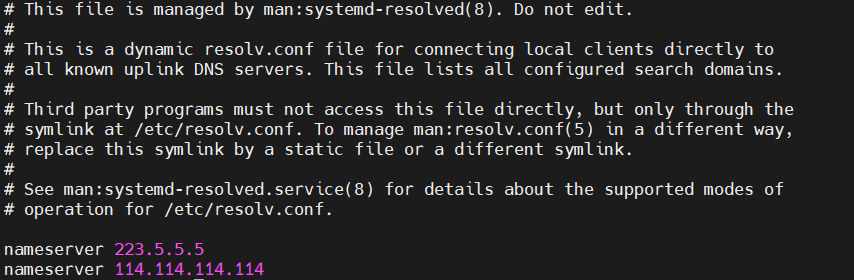 # This file is managed by man:systemd-resolved(8). Do not edit.
#
# This is a dynamic resolv.conf file for connecting local clients directly to
# all known uplink DNS servers. This file lists all configured search domains.
#
# Third party programs must not access this file directly, but only through the
# symlink at /etc/resolv.conf. To manage man:resolv.conf(5) in a different way,
# replace this symlink by a static file or a different symlink.
#
# See man:systemd-resolved.service(8) for details about the supported modes of
# operation for /etc/resolv.conf.

nameserver 223.5.5.5
nameserver 114.114.114.114